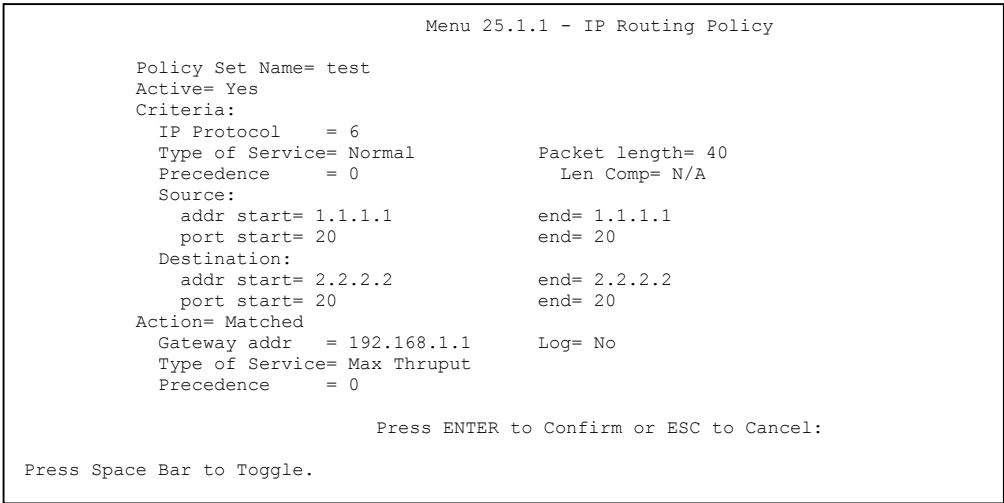 Menu 25.1.1 - IP Routing Policy
Policy Set Name= test
Active= Yes
Criteria:
IP Protocol    = 6
Type of Service= Normal    Packet length= 40
Precedence     = 0    Len Comp= N/A
Source:
addr start= 1.1.1.1    end= 1.1.1.1
port start= 20    end= 20
Destination:
addr start= 2.2.2.2    end= 2.2.2.2
port start= 20    end= 20
Action= Matched
Gateway addr   = 192.168.1.1    Log= No
Type of Service= Max Thruput
Precedence     = 0
Press ENTER to Confirm or ESC to Cancel:
Press Space Bar to Toggle.